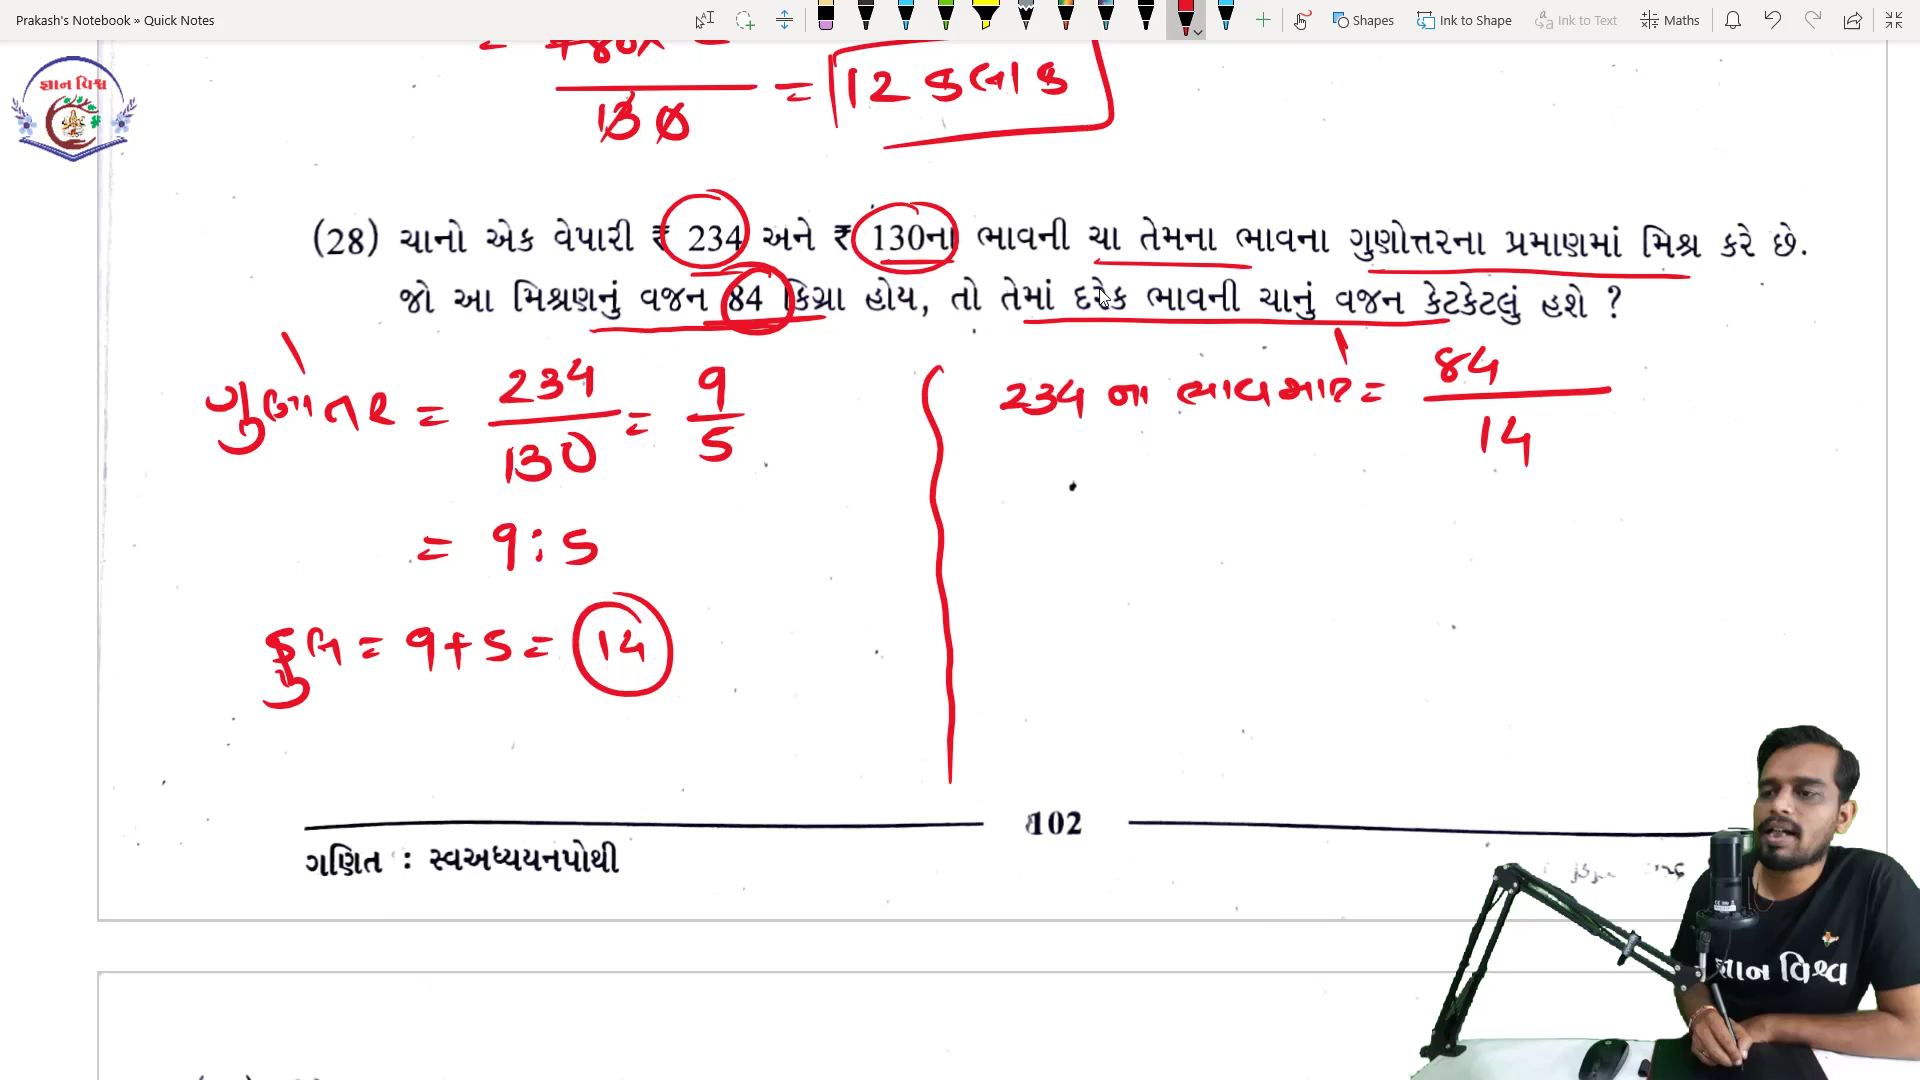 Prakash's Notebook » Quick Notes
Shapes
Ink to Shape
Ink to Text
Maths
જ્ઞાન વિશ્વ
= 12 કલાક
130
(28) ચાનો એક વેપારી ₹ 234 અને ₹ 130ના ભાવની ચા તેમના ભાવના ગુણોત્તરના પ્રમાણમાં મિશ્ર કરે છે.
જો આ મિશ્રણનું વજન 84 કિગ્રા હોય, તો તેમાં દરેક ભાવની ચાનું વજન કેટકેટલું હશે ?
ગુણોતર = 234/130 = 9/5
= 9:5
કુલ = 9+5 = 14
234 ના ભાવ માટે = 84/14
102
ગણિત : સ્વઅધ્યયનપોથી
જ્ઞાન વિશ્વ